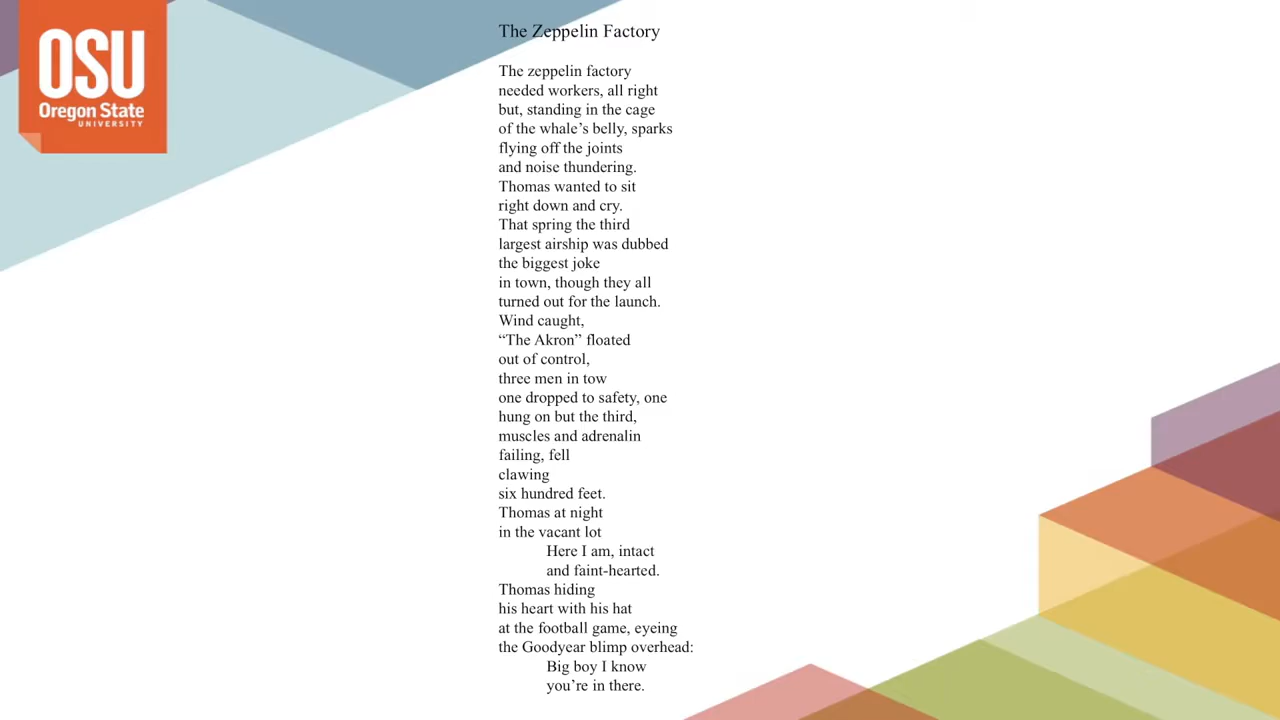 OSU
Oregon State
UNIVERSITY
The Zeppelin Factory
The zeppelin factory
needed workers, all right
but, standing in the cage
of the whale’s belly, sparks
flying off the joints
and noise thundering.
Thomas wanted to sit
right down and cry.
That spring the third
largest airship was dubbed
the biggest joke
in town, though they all
turned out for the launch.
Wind caught,
“The Akron” floated
out of control,
three men in tow
one dropped to safety, one
hung on but the third,
muscles and adrenalin
failing, fell
clawing
six hundred feet.
Thomas at night
in the vacant lot
Here I am, intact
and faint-hearted.
Thomas hiding
his heart with his hat
at the football game, eyeing
the Goodyear blimp overhead:
Big boy I know
you’re in there.